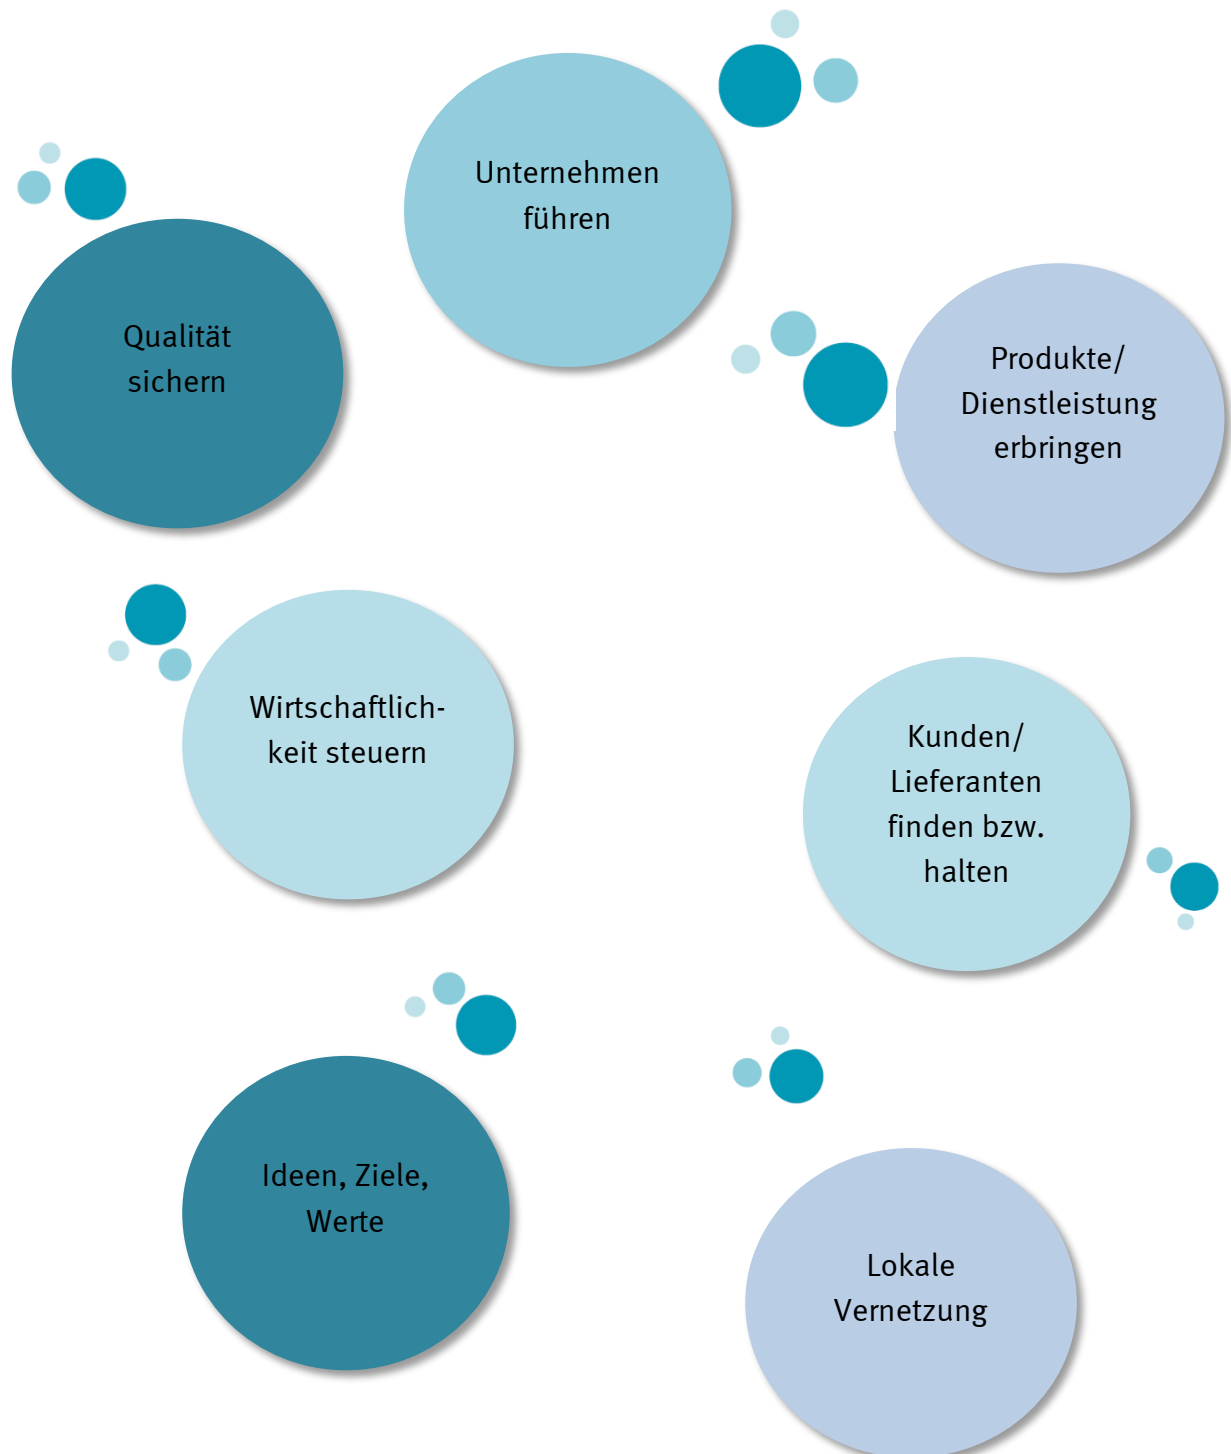 Unternehmen
führen
Qualität
sichern
Produkte/
Dienstleistung
erbringen
Wirtschaftlich-
keit steuern
Kunden/
Lieferanten
finden bzw.
halten
Ideen, Ziele,
Werte
Lokale
Vernetzung